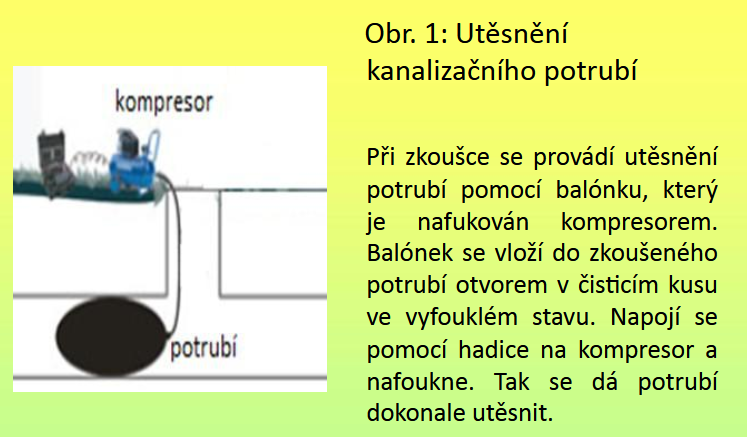 Obr. 1: Utěsnění
kanalizačního potrubí
kompresor
potrubí
Při zkoušce se provádí utěsnění
potrubí pomocí balónku, který
je nafukován kompresorem.
Balónek se vloží do zkoušeného
potrubí otvorem v čisticím kusu
ve vyfouklém stavu. Napojí se
pomocí hadice na kompresor a
nafoukne. Tak se dá potrubí
dokonale utěsnit.